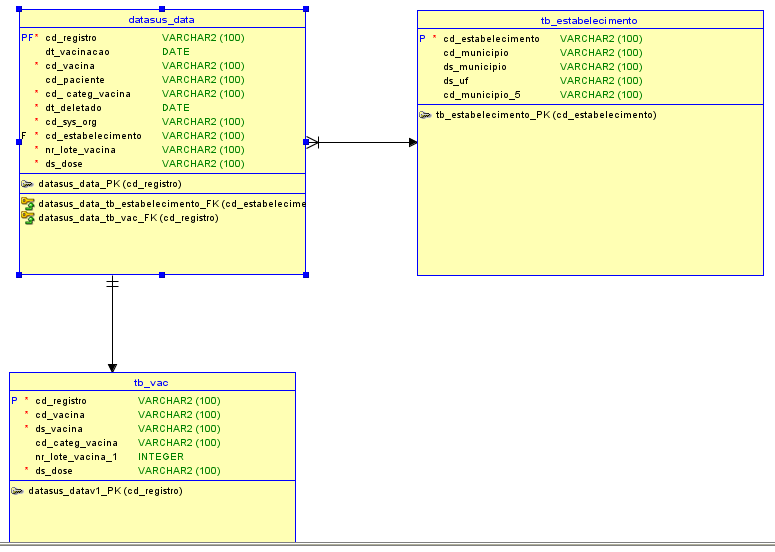 datasus_data
PF* cd_registro VARCHAR2 (100)
dt_vacinacao DATE
* cd_vacina VARCHAR2 (100)
cd_paciente VARCHAR2 (100)
* cd_ categ_vacina VARCHAR2 (100)
* dt_deletado DATE
* cd_sys_org VARCHAR2 (100)
F * cd_estabelecimento VARCHAR2 (100)
* nr_lote_vacina VARCHAR2 (100)
* ds_dose VARCHAR2 (100)
datasus_data_PK (cd_registro)
datasus_data_tb_estabelecimento_FK (cd_estabelecime
datasus_data_tb_vac_FK (cd_registro)
tb_estabelecimento
P * cd_estabelecimento VARCHAR2 (100)
cd_municipio VARCHAR2 (100)
ds_municipio VARCHAR2 (100)
ds_uf VARCHAR2 (100)
cd_municipio_5 VARCHAR2 (100)
tb_estabelecimento_PK (cd_estabelecimento)
tb_vac
P * cd_registro VARCHAR2 (100)
* cd_vacina VARCHAR2 (100)
* ds_vacina VARCHAR2 (100)
cd_categ_vacina VARCHAR2 (100)
nr_lote_vacina_1 INTEGER
* ds_dose VARCHAR2 (100)
datasus_datav1_PK (cd_registro)